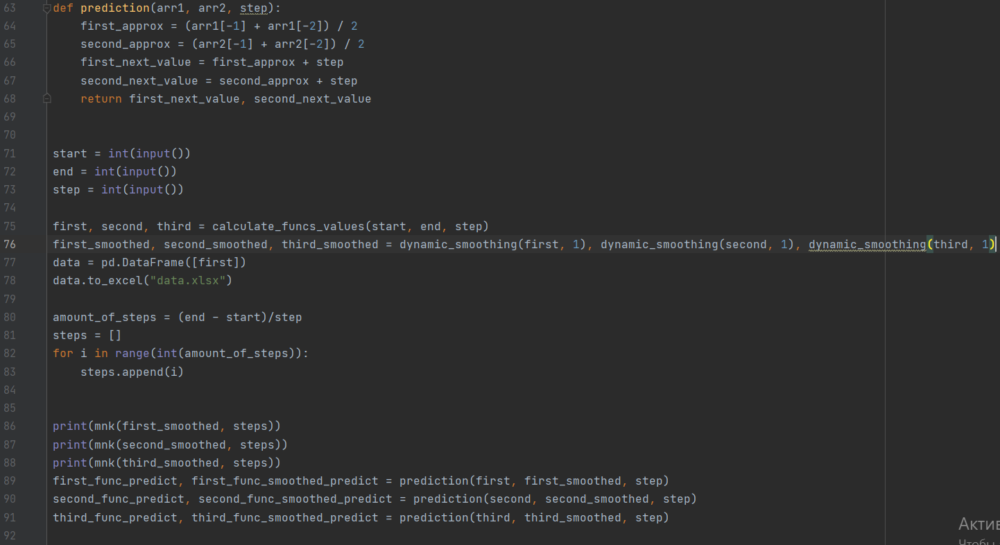 63 def prediction(arr1, arr2, step):
64     first_approx = (arr1[-1] + arr1[-2]) / 2
65     second_approx = (arr2[-1] + arr2[-2]) / 2
66     first_next_value = first_approx + step
67     second_next_value = second_approx + step
68     return first_next_value, second_next_value
69
70
71 start = int(input())
72 end = int(input())
73 step = int(input())
74
75 first, second, third = calculate_funcs_values(start, end, step)
76 first_smoothed, second_smoothed, third_smoothed = dynamic_smoothing(first, 1), dynamic_smoothing(second, 1), dynamic_smoothing(third, 1)
77 data = pd.DataFrame([first])
78 data.to_excel("data.xlsx")
79
80 amount_of_steps = (end - start)/step
81 steps = []
82 for i in range(int(amount_of_steps)):
83     steps.append(i)
84
85
86 print(mnk(first_smoothed, steps))
87 print(mnk(second_smoothed, steps))
88 print(mnk(third_smoothed, steps))
89 first_func_predict, first_func_smoothed_predict = prediction(first, first_smoothed, step)
90 second_func_predict, second_func_smoothed_predict = prediction(second, second_smoothed, step)
91 third_func_predict, third_func_smoothed_predict = prediction(third, third_smoothed, step)
92
Актив